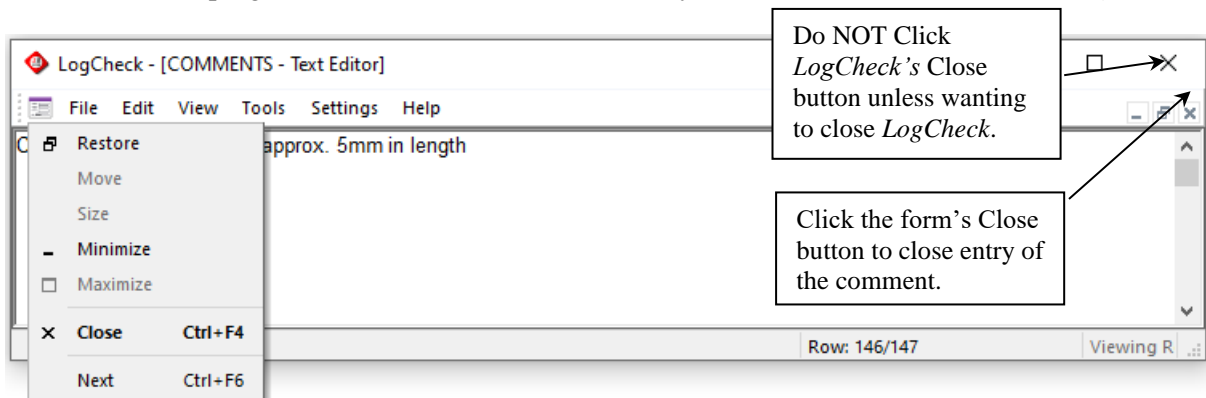 LogCheck - [COMMENTS - Text Editor]
Do NOT Click
LogCheck's Close
button unless wanting
to close LogCheck.
File Edit View Tools Settings Help
approx. 5mm in length
Restore
Move
Size
Minimize
Maximize
Close Ctrl+F4
Next Ctrl+F6
Click the form's Close
button to close entry of
the comment.
Row: 146/147
Viewing R